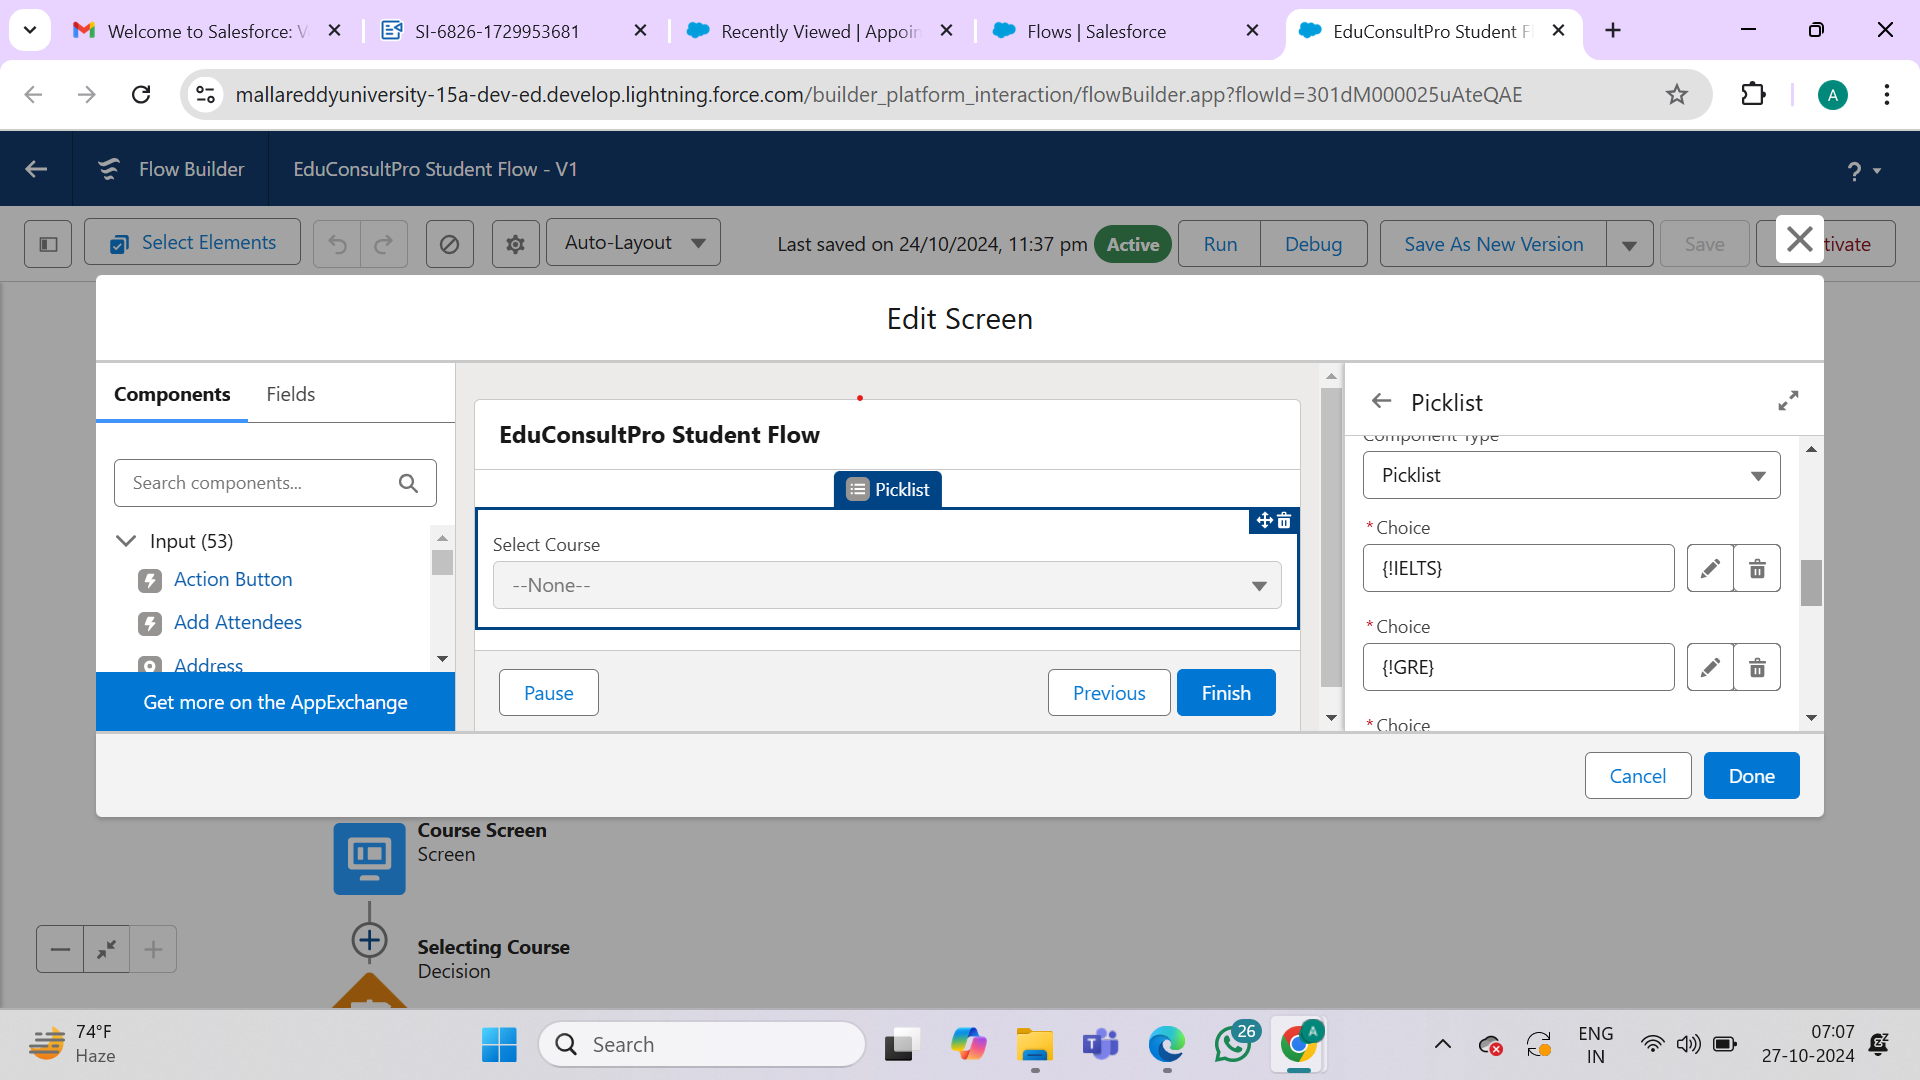 Welcome to Salesforce: V
SI-6826-1729953681
Recently Viewed | Appoin
Flows | Salesforce
EduConsultPro Student F
mallareddyuniversity-15a-dev-ed.develop.lightning.force.com/builder_platform_interaction/flowBuilder.app?flowId=301dM000025uAteQAE
A
Flow Builder
EduConsultPro Student Flow - V1
?
Select Elements
Auto-Layout
Last saved on 24/10/2024, 11:37 pm
Active
Run
Debug
Save As New Version
Save
tivate
Edit Screen
Components
Fields
Search components...
Input (53)
Action Button
Add Attendees
Address
Get more on the AppExchange
EduConsultPro Student Flow
Picklist
Select Course
--None--
Pause
Previous
Finish
Picklist
Component Type
Picklist
* Choice
{!IELTS}
* Choice
{!GRE}
* Choice
Cancel
Done
Course Screen
Screen
Selecting Course
Decision
74°F
Haze
Search
26
A
ENG
IN
07:07
27-10-2024